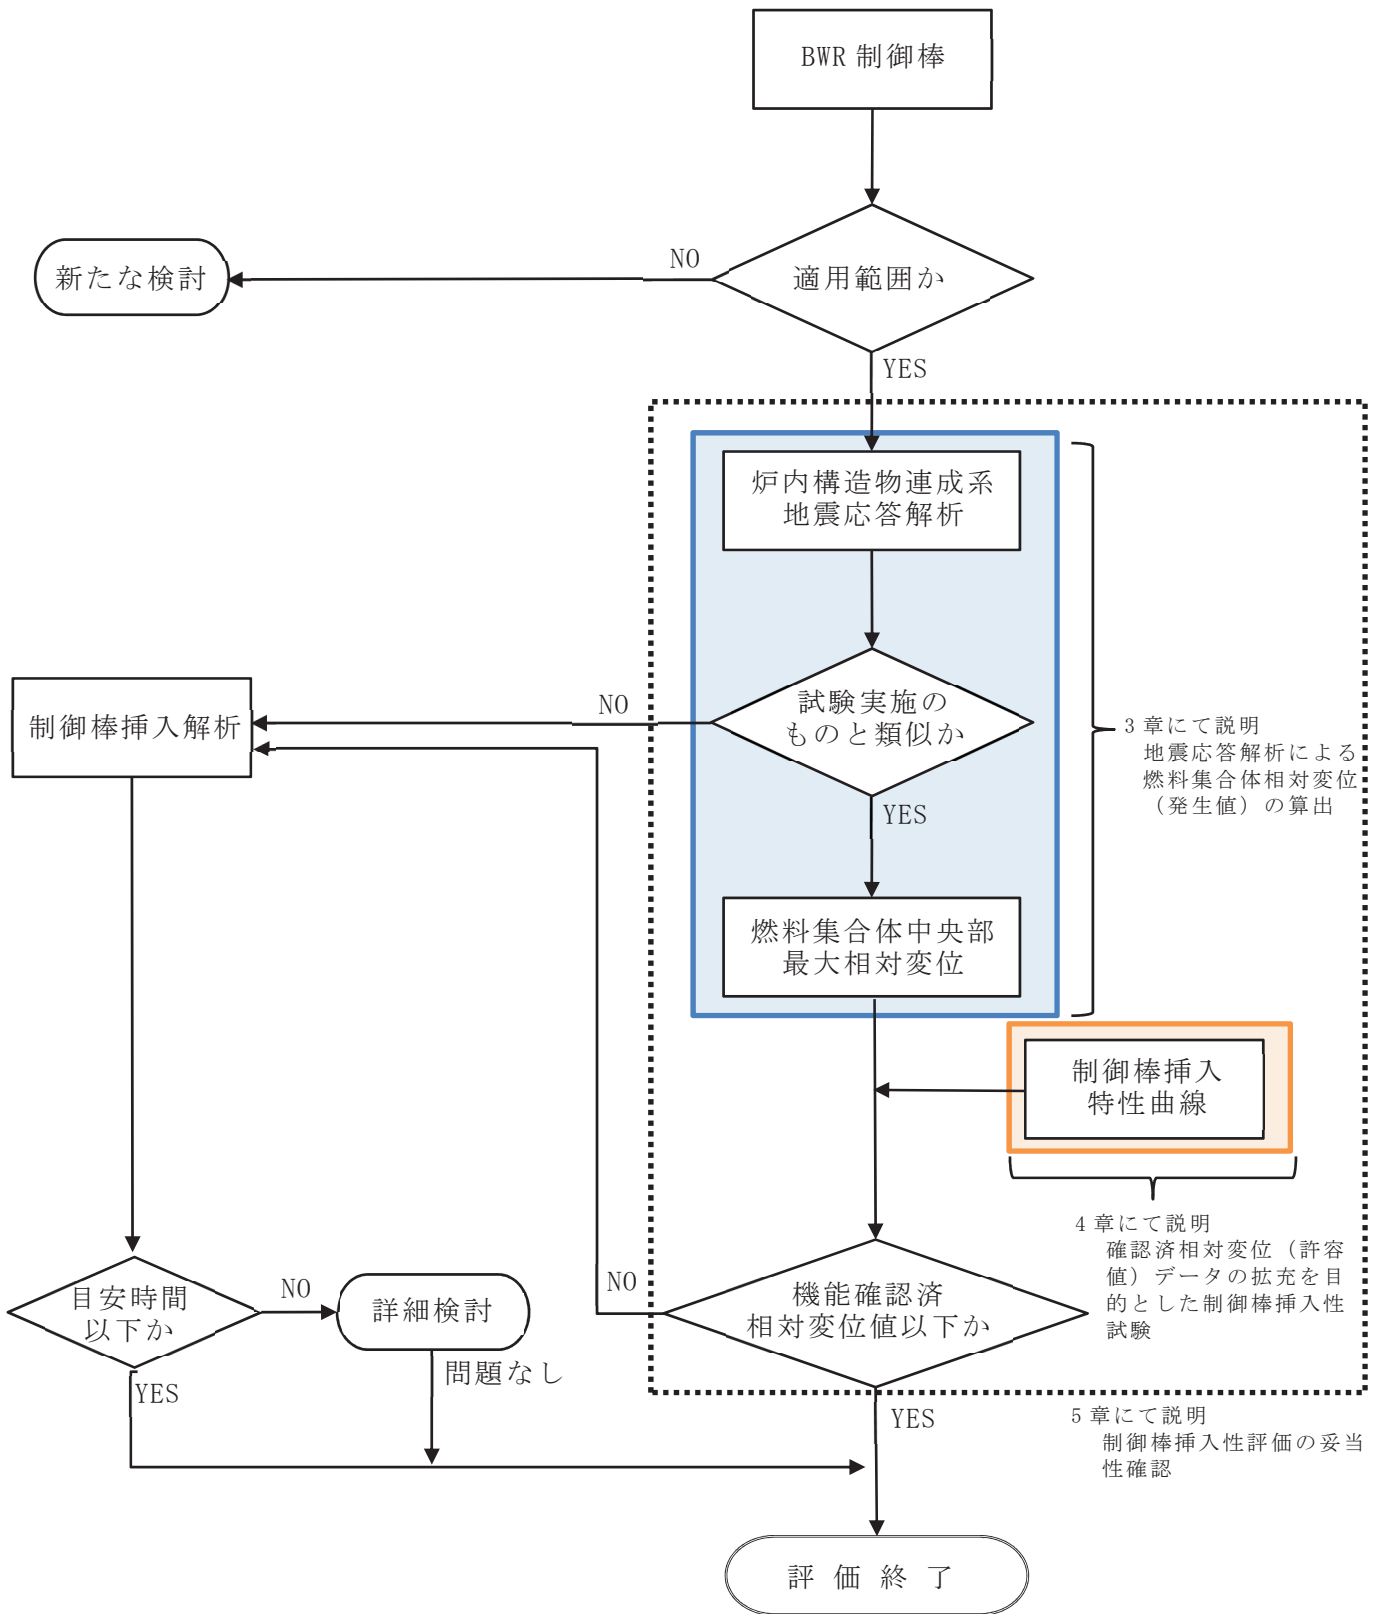 BWR 制御棒
適用範囲か
NO
新たな検討
YES
炉内構造物連成系
地震応答解析
試験実施の
ものと類似か
NO
制御棒挿入解析
YES
3 章にて説明
地震応答解析による
燃料集合体相対変位
（発生値）の算出
燃料集合体中央部
最大相対変位
制御棒挿入
特性曲線
4 章にて説明
確認済相対変位（許容
値）データの拡充を目
的とした制御棒挿入性
試験
機能確認済
相対変位値以下か
NO
目安時間
以下か
NO
詳細検討
問題なし
YES
YES
5 章にて説明
制御棒挿入性評価の妥当
性確認
評 価 終 了